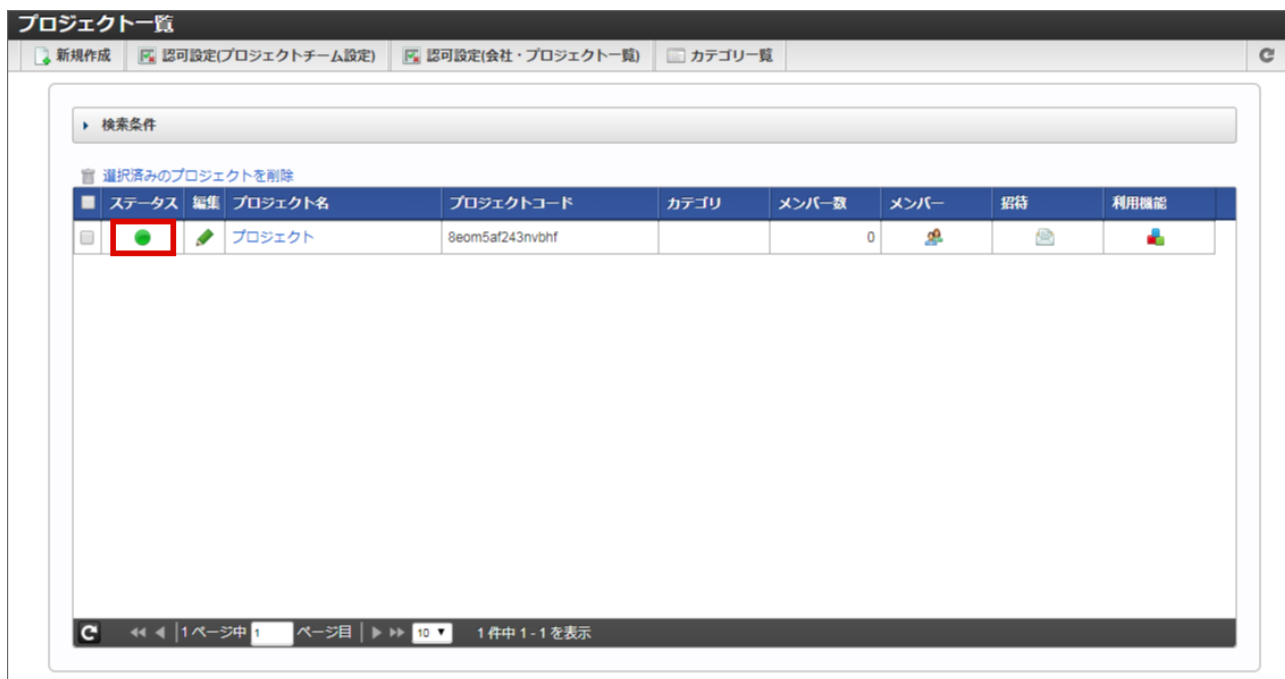 プロジェクト一覧
新規作成 認可設定(プロジェクトチーム設定) 認可設定(会社・プロジェクト一覧) カテゴリ一覧
検索条件
選択済みのプロジェクトを削除
ステータス 編集 プロジェクト名 プロジェクトコード カテゴリ メンバー数 メンバー 招待 利用機能
プロジェクト 8eom5af243nvbhf 0
1 ページ中 1 ページ目 10 1 件中 1 - 1 を表示